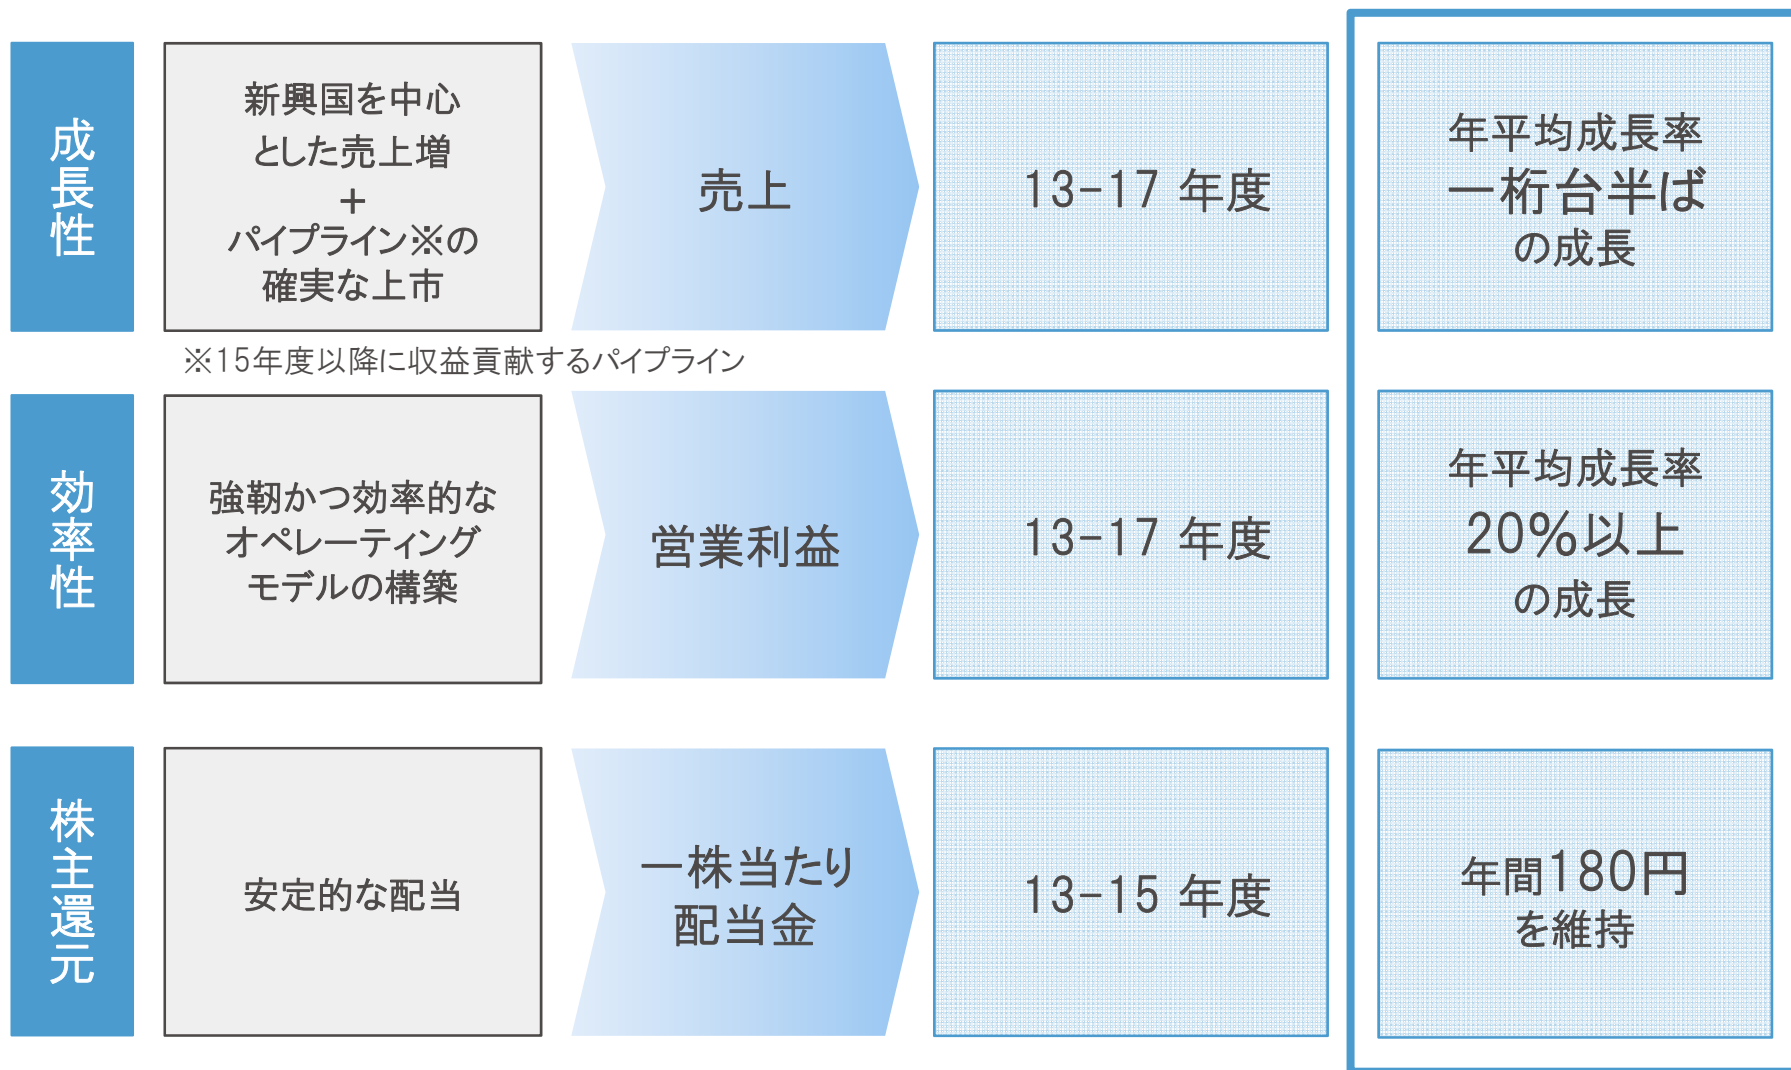 成長性
新興国を中心
とした売上増
+
パイプライン※の
確実な上市
売上
13-17 年度
年平均成長率
一桁台半ば
の成長
※15年度以降に収益貢献するパイプライン
効率性
強靭かつ効率的な
オペレーティング
モデルの構築
営業利益
13-17 年度
年平均成長率
20%以上
の成長
株主還元
安定的な配当
一株当たり
配当金
13-15 年度
年間180円
を維持